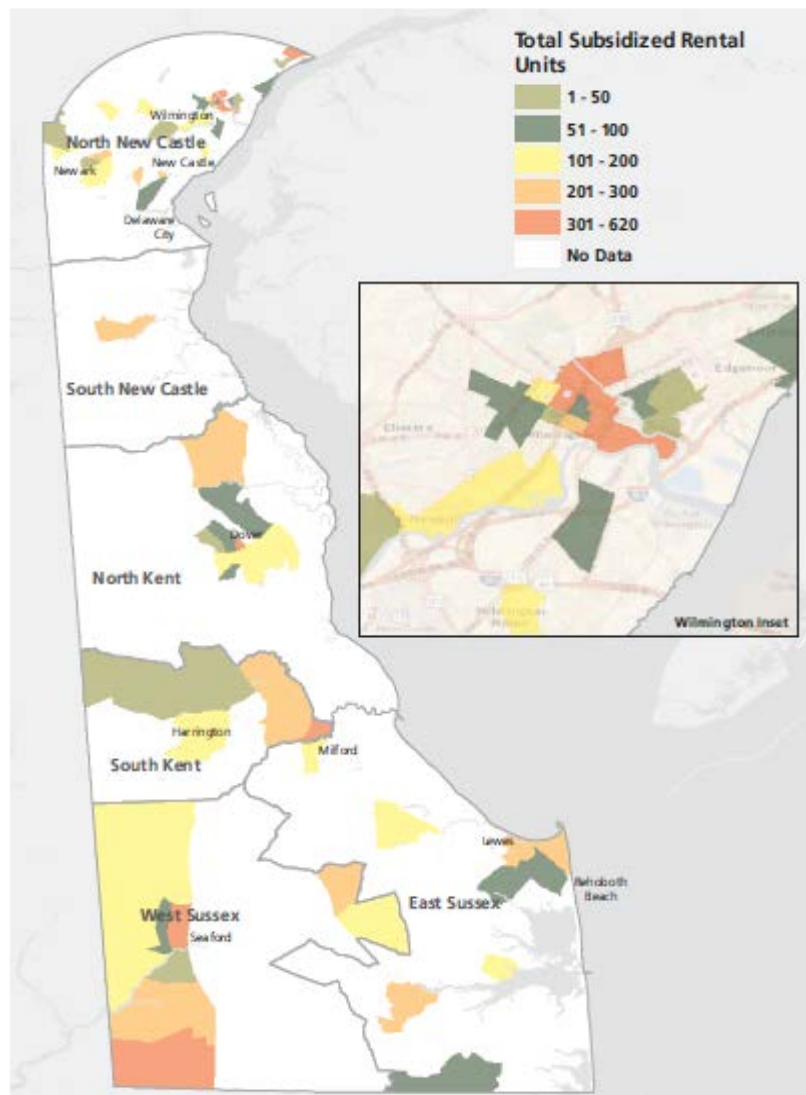 Total Subsidized Rental
Units
1 - 50
51 - 100
101 - 200
201 - 300
301 - 620
No Data
Wilmington
North New Castle
New Castle
Newark
Delaware
City
South New Castle
Dover
North Kent
Harrington
South Kent
Milford
Lewes
Rehoboth
Beach
West Sussex
East Sussex
Seaford
Edgemoor
Wilmington
Wilmington Inset